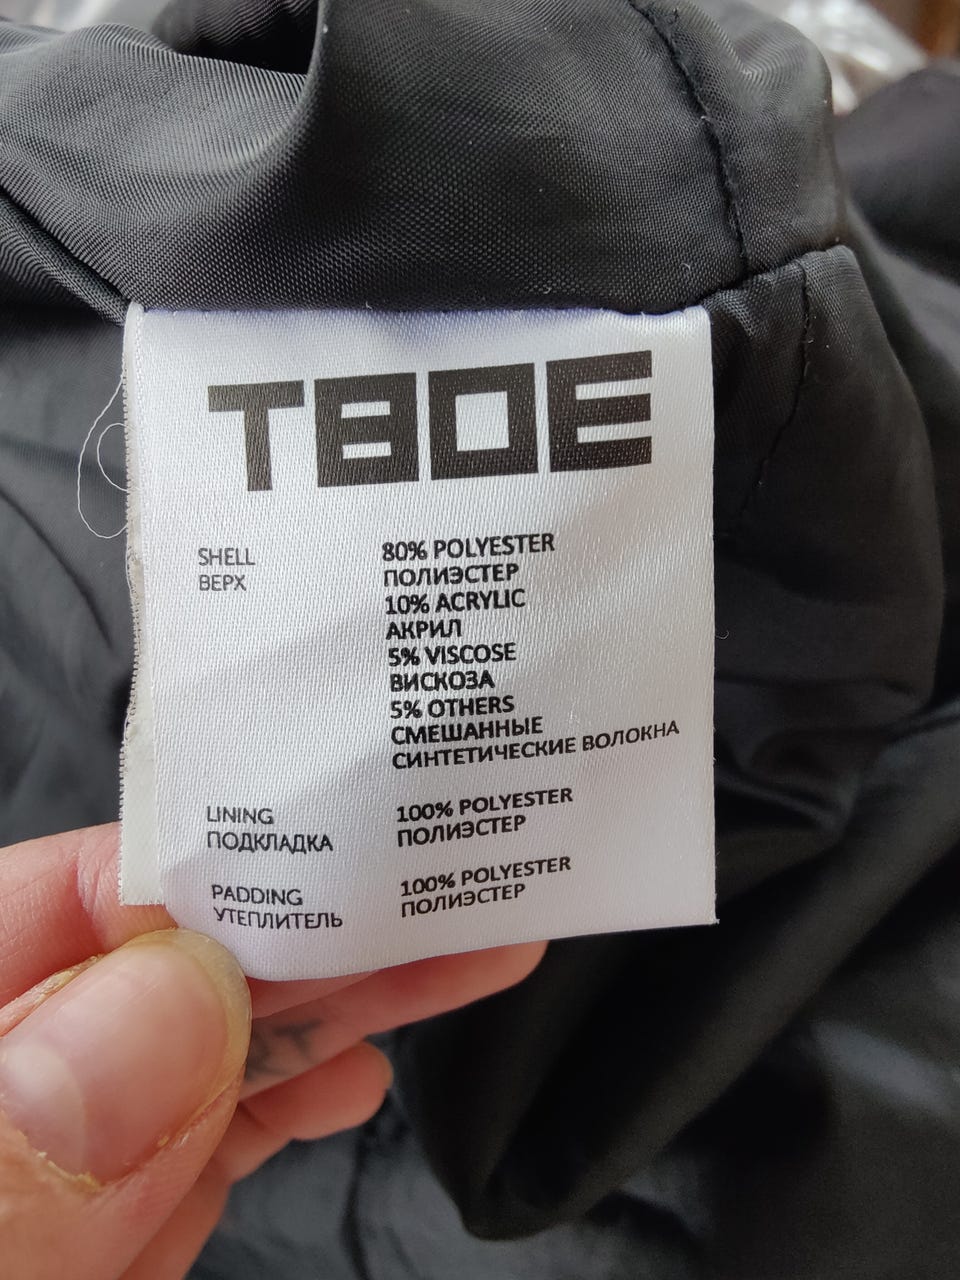 ТВОЕ
SHELL
ВЕРХ
80% POLYESTER
ПОЛИЭСТЕР
10% ACRYLIC
АКРИЛ
5% VISCOSE
ВИСКОЗА
5% OTHERS
СМЕШАННЫЕ
СИНТЕТИЧЕСКИЕ ВОЛОКНА
LINING
ПОДКЛАДКА
100% POLYESTER
ПОЛИЭСТЕР
PADDING
УТЕПЛИТЕЛЬ
100% POLYESTER
ПОЛИЭСТЕР